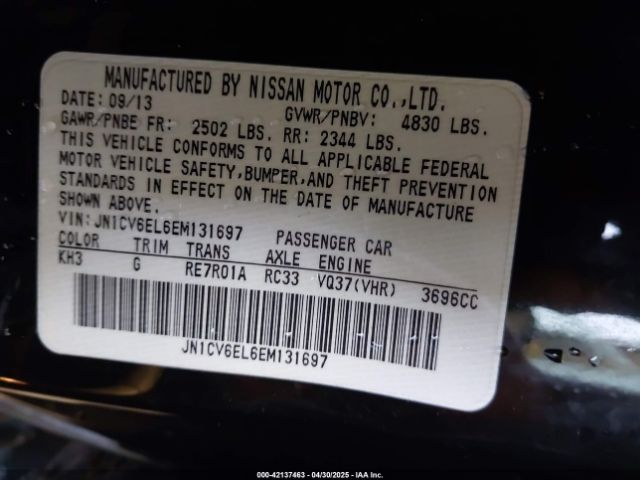 MANUFACTURED BY NISSAN MOTOR CO.,LTD.
DATE: 09/13 GVWR/PNBV: 4830 LBS.
GAWR/PNBE FR: 2502 LBS. RR: 2344 LBS.
THIS VEHICLE CONFORMS TO ALL APPLICABLE FEDERAL
MOTOR VEHICLE SAFETY,BUMPER,AND THEFT PREVENTION
STANDARDS IN EFFECT ON THE DATE OF MANUFACTURE
SHOWN ABOVE.
VIN:JN1CV6EL6EM131697 PASSENGER CAR
COLOR TRIM TRANS AXLE ENGINE
KH3 G RE7R01A RC33 VQ37(VHR) 3696CC
JN1CV6EL6EM131697
000-42137463 - 04/30/2025 - IAA Inc.